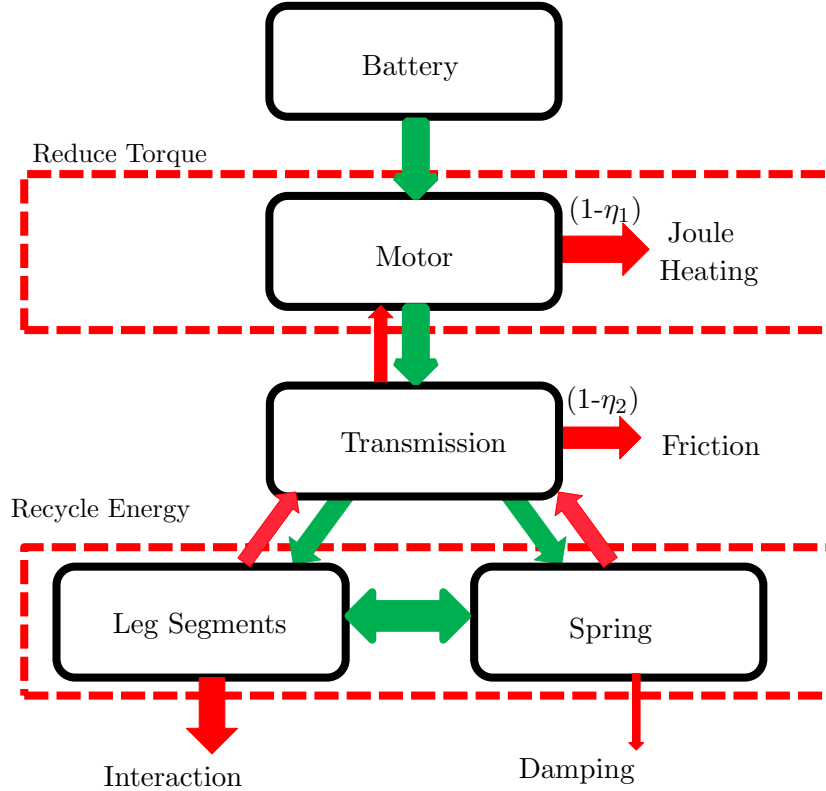 Battery
Reduce Torque
(1-η₁)
Joule
Heating
Motor
(1-η₂)
Transmission
Friction
Recycle Energy
Leg Segments
Spring
Interaction
Damping